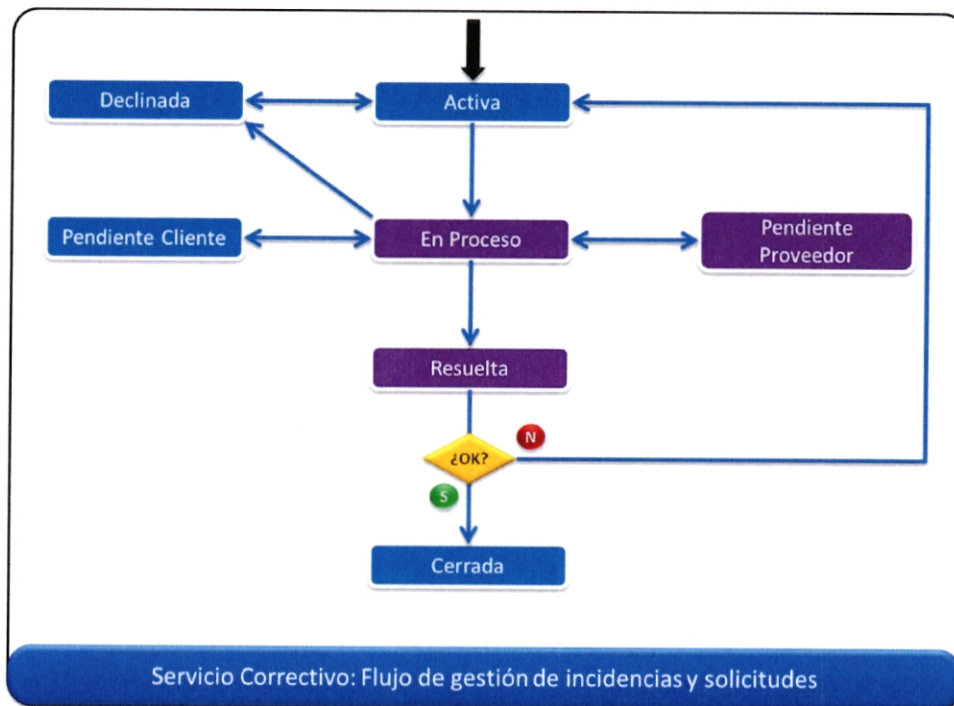 Declinada
Activa
Pendiente Cliente
En Proceso
Pendiente
Proveedor
Resuelta
¿OK?
N
S
Cerrada
Servicio Correctivo: Flujo de gestión de incidencias y solicitudes